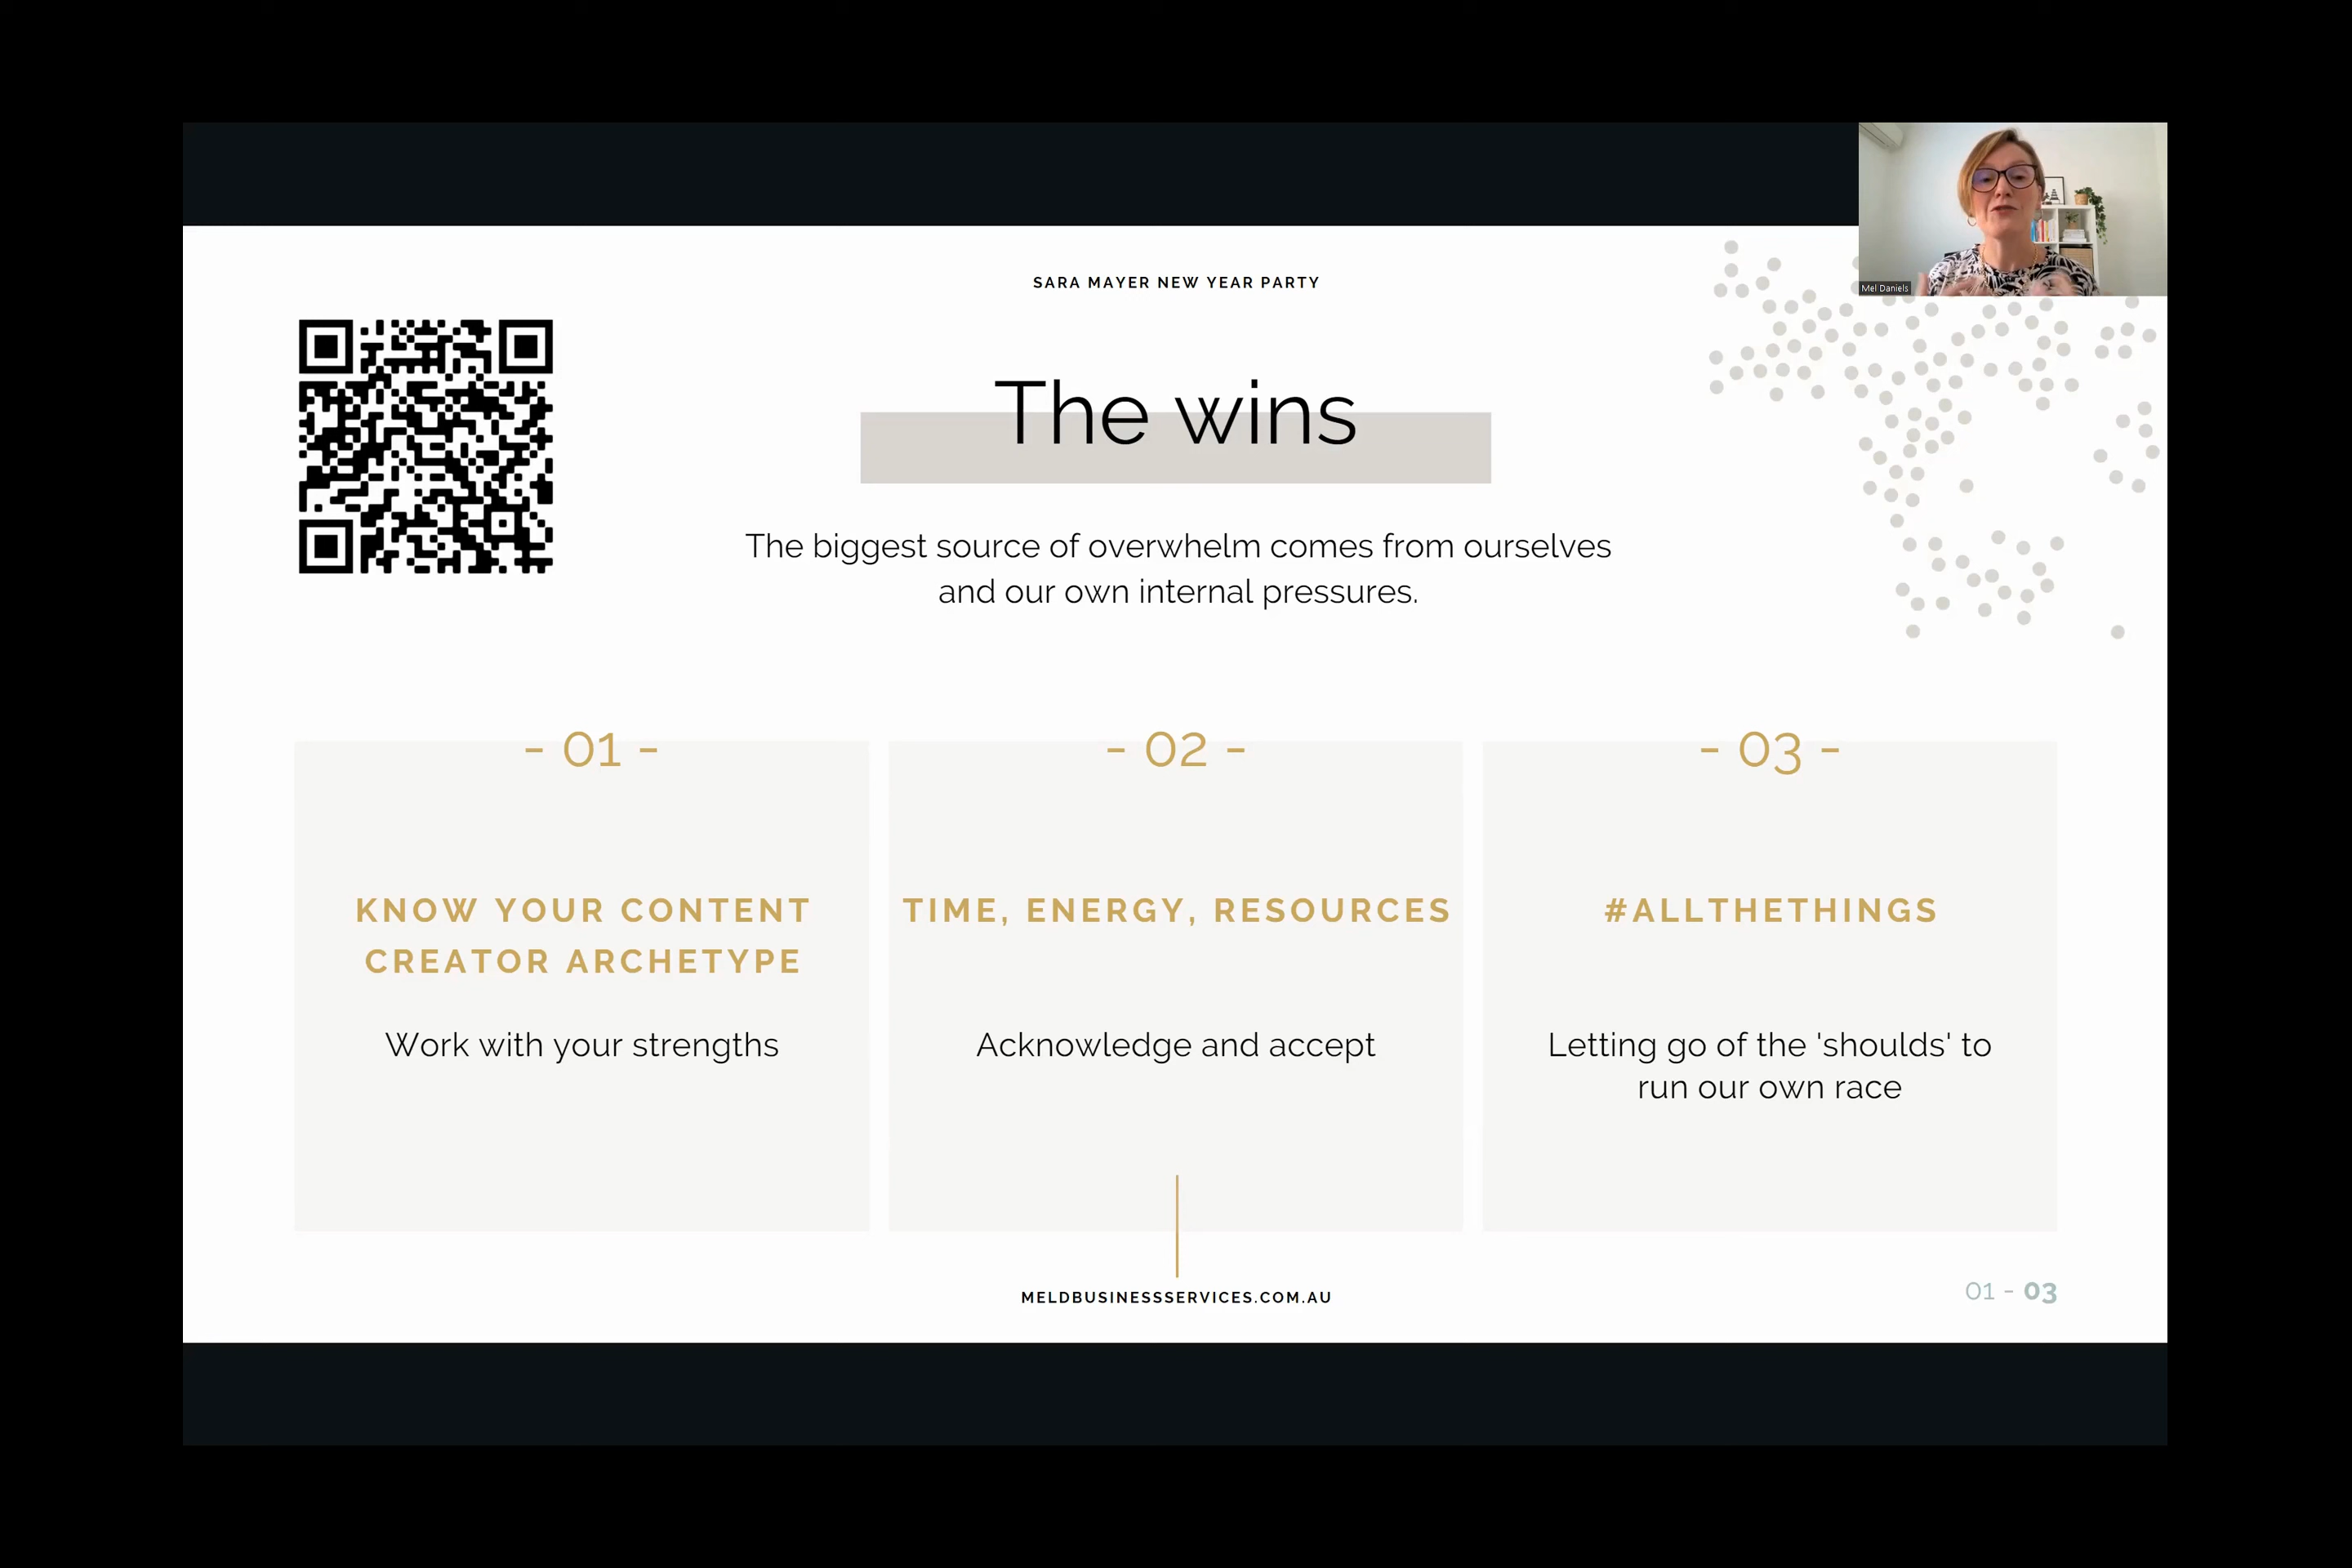 Mel Daniels
SARA MAYER NEW YEAR PARTY
The wins
The biggest source of overwhelm comes from ourselves
and our own internal pressures.
- 01 -
KNOW YOUR CONTENT
CREATOR ARCHETYPE
Work with your strengths
- 02 -
TIME, ENERGY, RESOURCES
Acknowledge and accept
- 03 -
#ALLTHETHINGS
Letting go of the 'shoulds' to
run our own race
MELDBUSINESSSERVICES.COM.AU
01 - 03